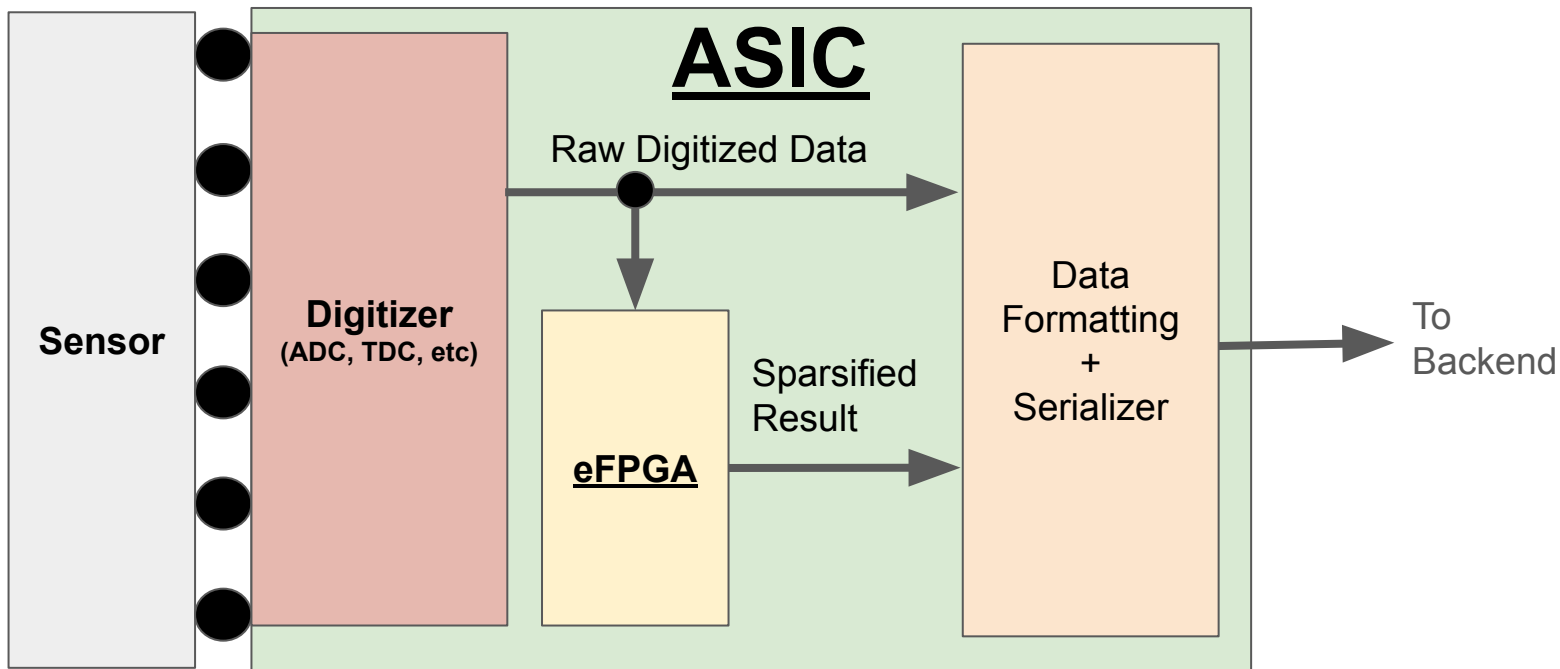 ASIC
Raw Digitized Data
Sensor
Digitizer
(ADC, TDC, etc)
eFPGA
Sparsified
Result
Data
Formatting
+
Serializer
To
Backend